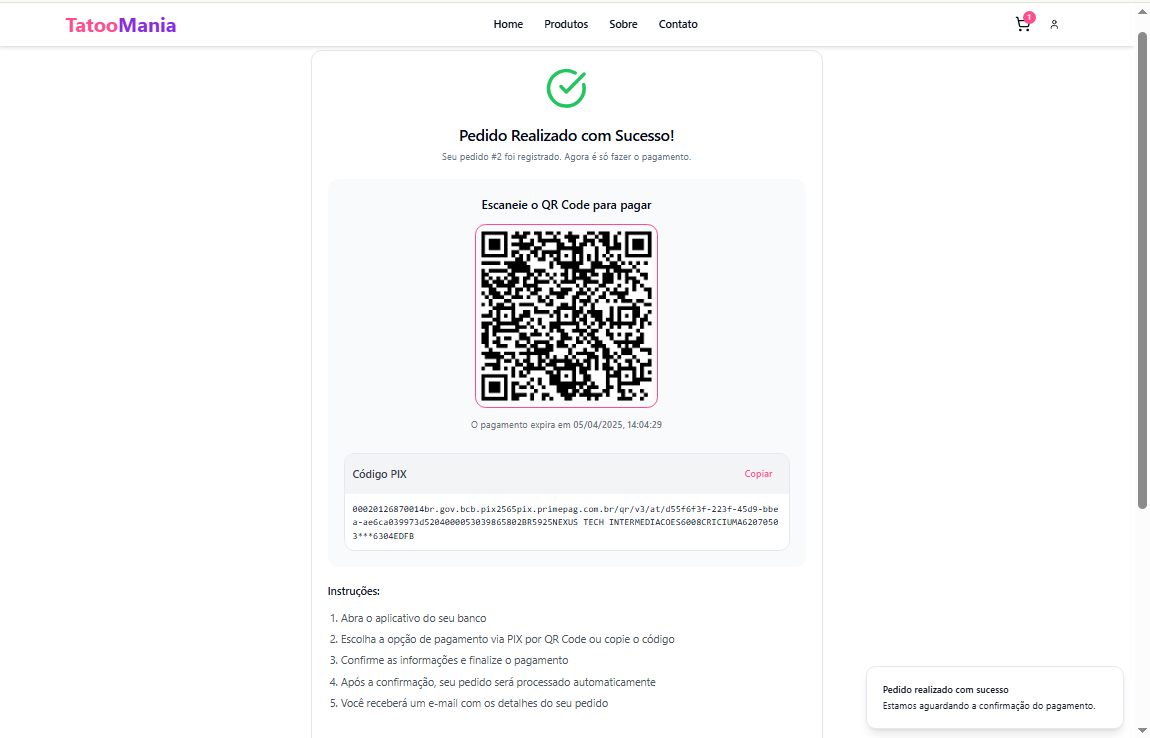 TatooMania
Home Produtos Sobre Contato
1
Pedido Realizado com Sucesso!
Seu pedido #2 foi registrado. Agora é só fazer o pagamento.
Escaneie o QR Code para pagar
O pagamento expira em 05/04/2025, 14:04:29
Código PIX Copiar
00020126870014br.gov.bcb.pix2565pix.primepag.com.br/qr/v3/at/d55f6f3f-223f-45d9-bbe
a-ae6ca039973d5204000053039865802BR5925NEXUS TECH INTERMEDIACOES6008CRICIUMA6207050
3***6304EDFB
Instruções:
1. Abra o aplicativo do seu banco
2. Escolha a opção de pagamento via PIX por QR Code ou copie o código
3. Confirme as informações e finalize o pagamento
4. Após a confirmação, seu pedido será processado automaticamente
5. Você receberá um e-mail com os detalhes do seu pedido
Pedido realizado com sucesso
Estamos aguardando a confirmação do pagamento.